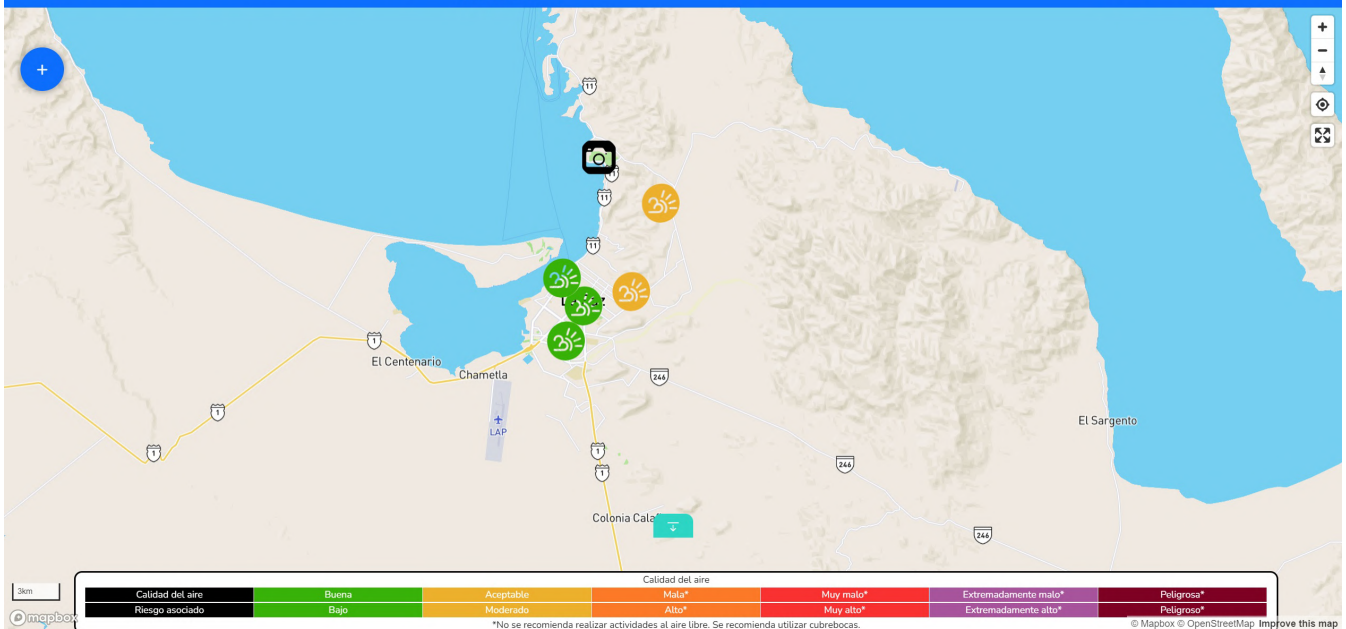 +
+
−
11
11
11
11
La Paz
1
El Centenario
Chametla
246
LAP
1
El Sargento
1
1
1
246
Colonia Cala
246
3km
Calidad del aire
Calidad del aire Buena Aceptable Mala* Muy malo* Extremadamente malo* Peligrosa*
Riesgo asociado Bajo Moderado Alto* Muy alto* Extremadamente alto* Peligroso*
*No se recomienda realizar actividades al aire libre. Se recomienda utilizar cubrebocas.
mapbox
© Mapbox © OpenStreetMap Improve this map